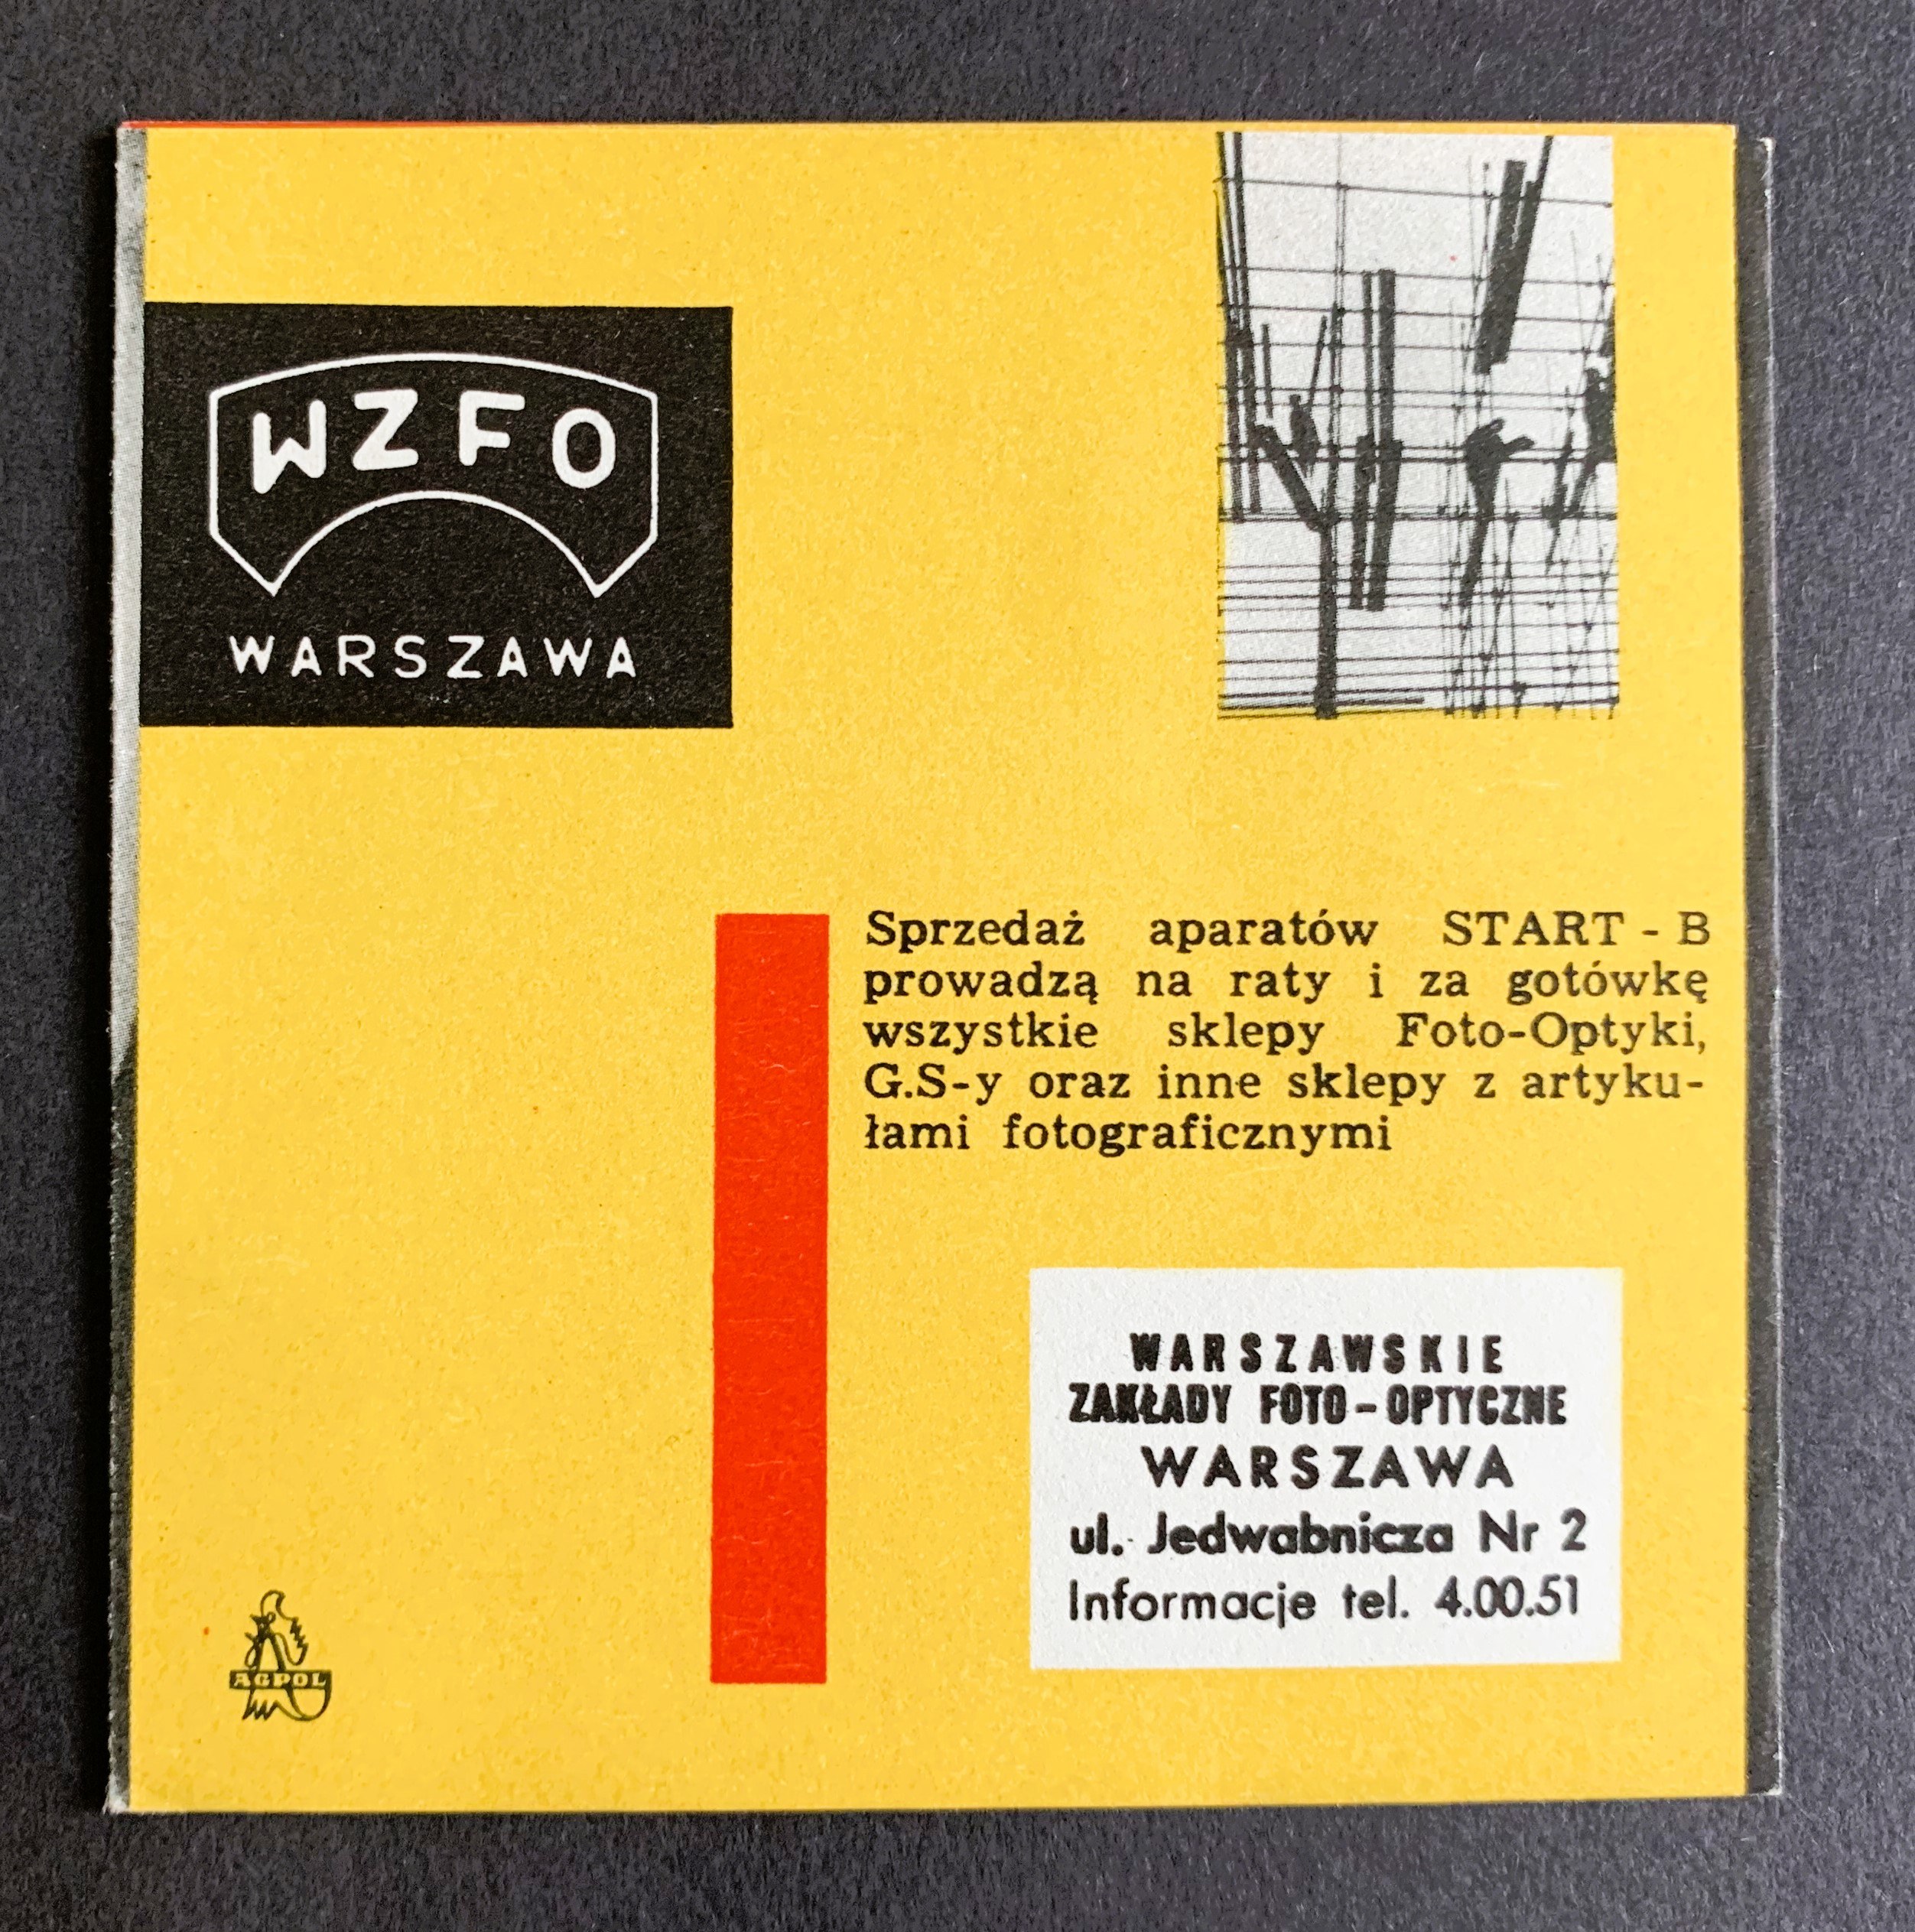 WZFO
WARSZAWA
Sprzedaż aparatów START - B
prowadzą na raty i za gotówkę
wszystkie sklepy Foto-Optyki,
G.S-y oraz inne sklepy z artyku-
łami fotograficznymi
WARSZAWSKIE
ZAKŁADY FOTO-OPTYCZNE
WARSZAWA
ul. Jedwabnicza Nr 2
Informacje tel. 4.00.51
AGPOL